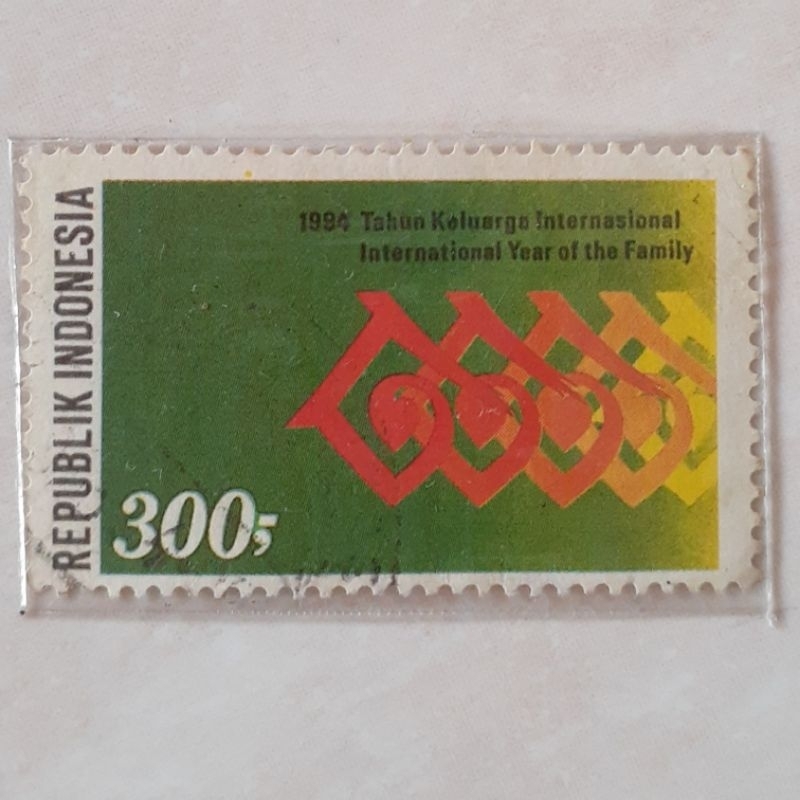 REPUBLIK INDONESIA
1994 Tahun Keluarga Internasional
International Year of the Family
300,-